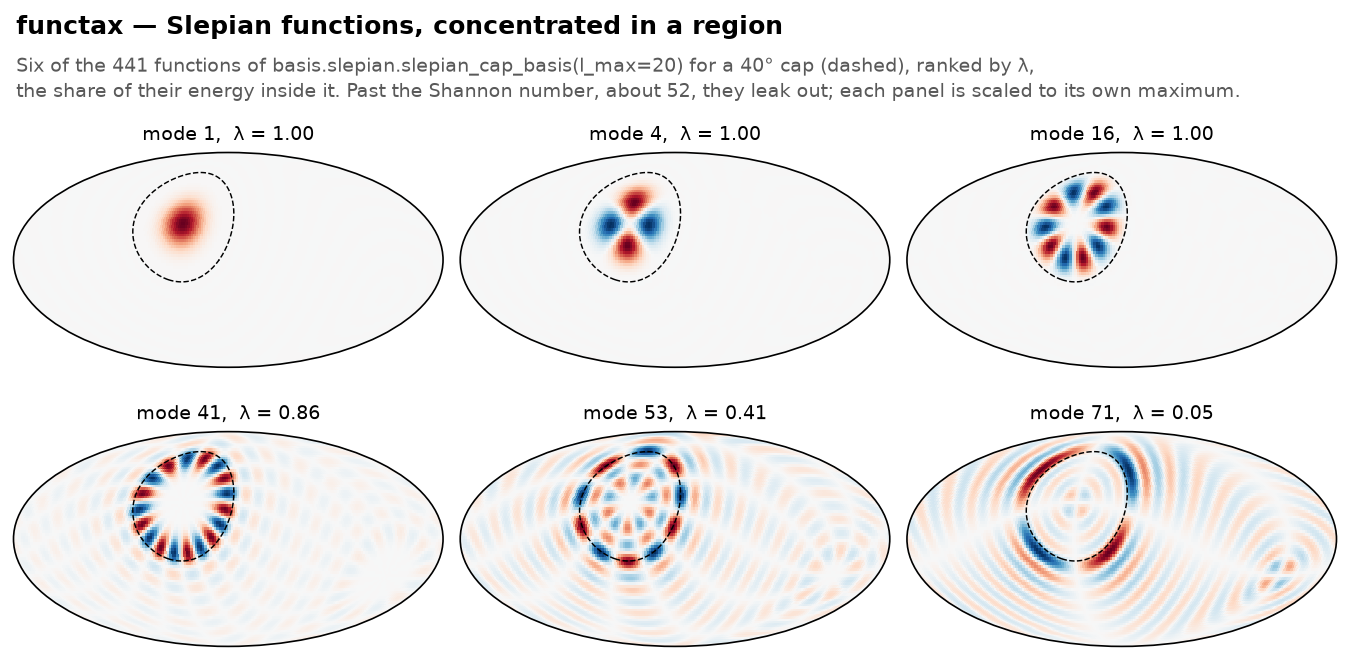 functax — Slepian functions, concentrated in a region
Six of the 441 functions of basis.slepian.slepian_cap_basis(l_max=20) for a 40° cap (dashed), ranked by λ,
the share of their energy inside it. Past the Shannon number, about 52, they leak out; each panel is scaled to its own maximum.
mode 1,  λ = 1.00
mode 4,  λ = 1.00
mode 16,  λ = 1.00
mode 41,  λ = 0.86
mode 53,  λ = 0.41
mode 71,  λ = 0.05